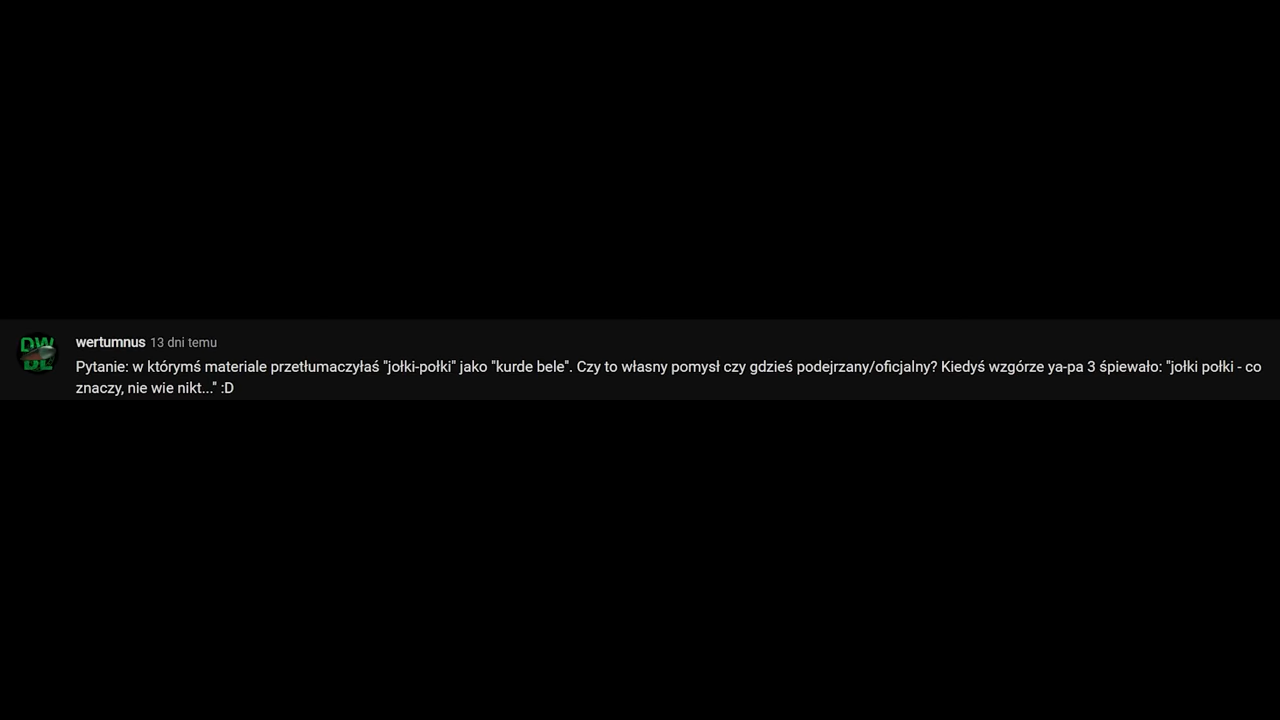 DW
BE
wertumnus 13 dni temu
Pytanie: w którymś materiale przetłumaczyłaś "jołki-połki" jako "kurde bele". Czy to własny pomysł czy gdzieś podejrzany/oficjalny? Kiedyś wzgórze ya-pa 3 śpiewało: "jołki połki - co
znaczy, nie wie nikt..." :D